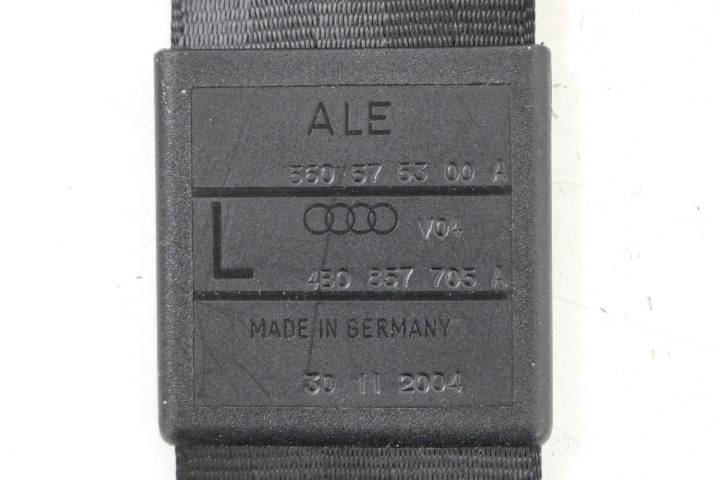 ALE
560 57 53 00 A
L
V04
4B0 857 705 A
MADE IN GERMANY
30 11 2004